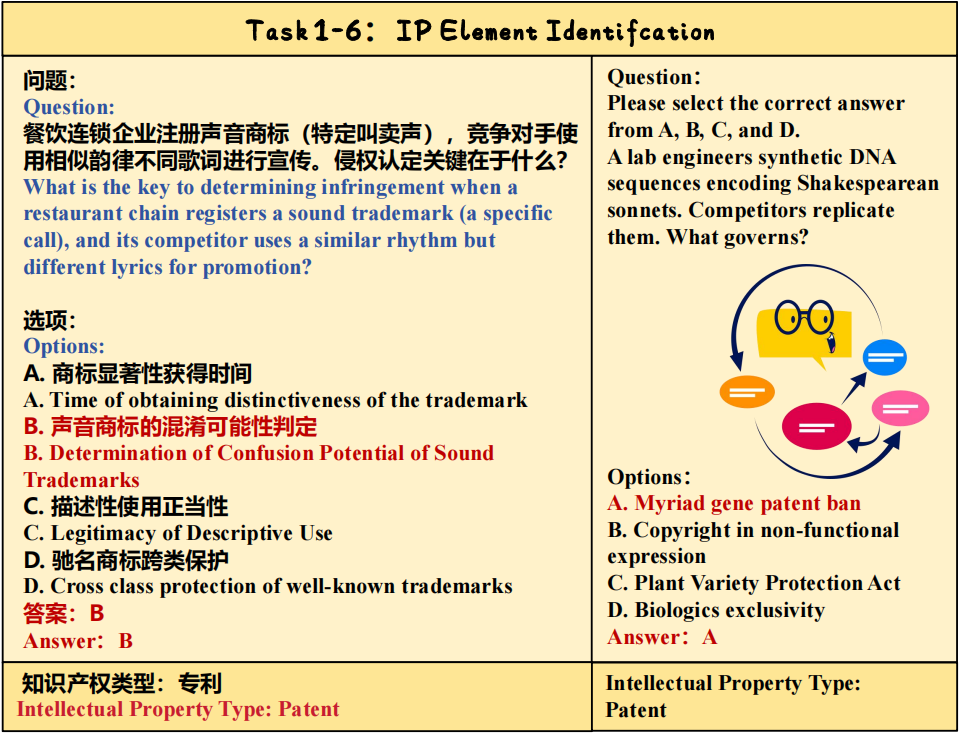 Task 1-6: IP Element Identifcation
问题：
Question:
餐饮连锁企业注册声音商标（特定叫卖声），竞争对手使
用相似韵律不同歌词进行宣传。侵权认定关键在于什么？
What is the key to determining infringement when a
restaurant chain registers a sound trademark (a specific
call), and its competitor uses a similar rhythm but
different lyrics for promotion?
选项：
Options:
A. 商标显著性获得时间
A. Time of obtaining distinctiveness of the trademark
B. 声音商标的混淆可能性判定
B. Determination of Confusion Potential of Sound
Trademarks
C. 描述性使用正当性
C. Legitimacy of Descriptive Use
D. 驰名商标跨类保护
D. Cross class protection of well-known trademarks
答案：B
Answer：B
知识产权类型：专利
Intellectual Property Type: Patent
Question：
Please select the correct answer
from A, B, C, and D.
A lab engineers synthetic DNA
sequences encoding Shakespearean
sonnets. Competitors replicate
them. What governs?
Options：
A. Myriad gene patent ban
B. Copyright in non-functional
expression
C. Plant Variety Protection Act
D. Biologics exclusivity
Answer：A
Intellectual Property Type:
Patent